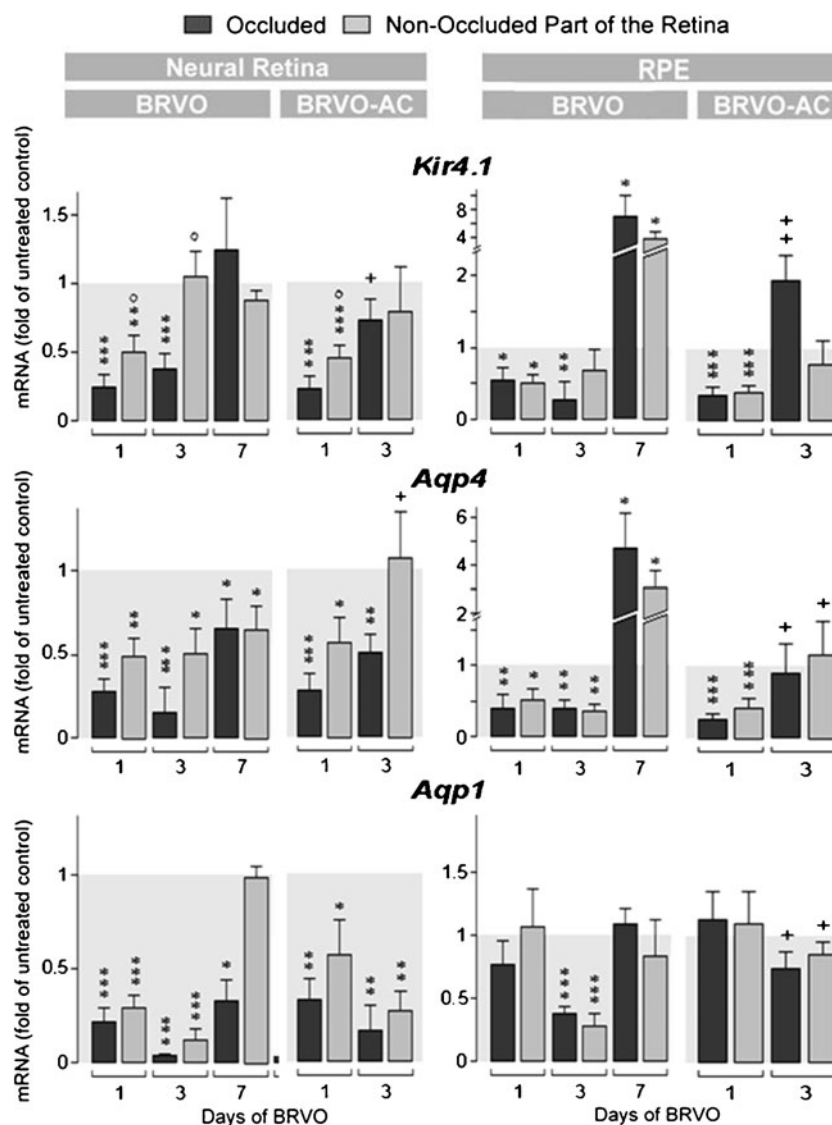 Occluded Non-Occluded Part of the Retina
Neural Retina RPE
BRVO BRVO-AC BRVO BRVO-AC
Kir4.1
mRNA (fold of untreated control)
1.5
1
0.5
0
*** **° *** ° *** ***° +
1 3 7 1 3
8
4
2
1
0.5
0
* * ** * * *** *** ++
1 3 7 1 3
Aqp4
mRNA (fold of untreated control)
1
0.5
0
*** ** *** * * * *** * ** +
1 3 7 1 3
6
4
2
1
0.5
0
** * ** ** * * *** *** + +
1 3 7 1 3
Aqp1
mRNA (fold of untreated control)
1
0.5
0
*** *** *** *** * ** * ** **
1 3 7 1 3
Days of BRVO
1.5
1
0.5
0
*** *** + +
1 3 7 1 3
Days of BRVO